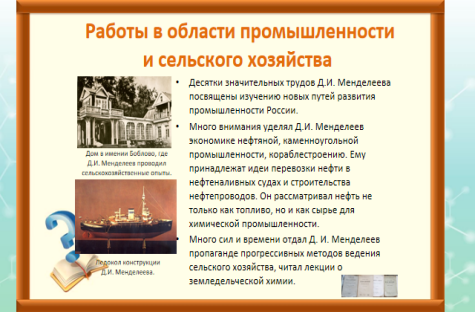 Работы в области промышленности
и сельского хозяйства
• Десятки значительных трудов Д.И. Менделеева
посвящены изучению новых путей развития
промышленности России.
• Много внимания уделял Д.И. Менделеев
экономике нефтяной, каменноугольной
промышленности, кораблестроению. Ему
принадлежат идеи перевозки нефти в
нефтеналивных судах и строительства
нефтепроводов. Он рассматривал нефть не
только как топливо, но и как сырье для
химической промышленности.
• Много сил и времени отдал Д. И. Менделеев
пропаганде прогрессивных методов ведения
сельского хозяйства, читал лекции о
земледельческой химии.
Дом в имении Боблово, где
Д.И. Менделеев проводил
сельскохозяйственные опыты.
Ледокол конструкции
Д.И. Менделеева.